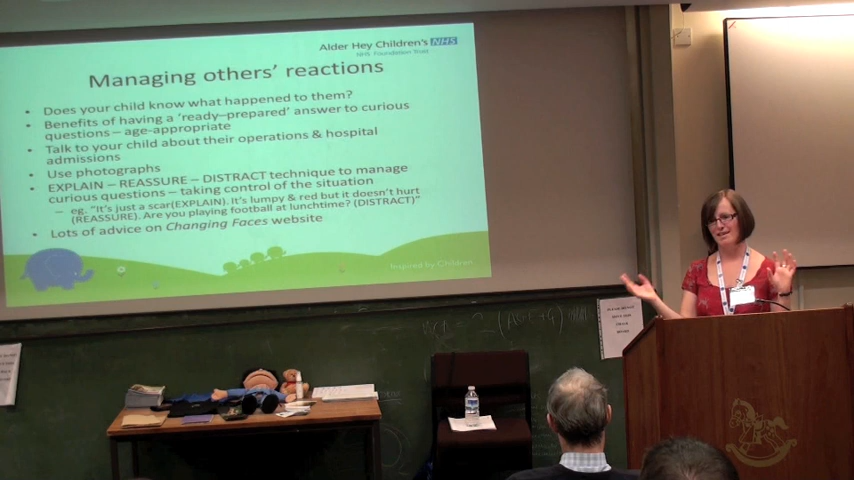 Alder Hey Children's NHS
NHS Foundation Trust
Managing others' reactions
• Does your child know what happened to them?
• Benefits of having a 'ready–prepared' answer to curious
questions – age-appropriate
• Talk to your child about their operations & hospital
admissions
• Use photographs
• EXPLAIN – REASSURE – DISTRACT technique to manage
curious questions – taking control of the situation
– eg. "It's just a scar(EXPLAIN). It's lumpy & red but it doesn't hurt
(REASSURE). Are you playing football at lunchtime? (DISTRACT)"
• Lots of advice on Changing Faces website
Inspired by Children